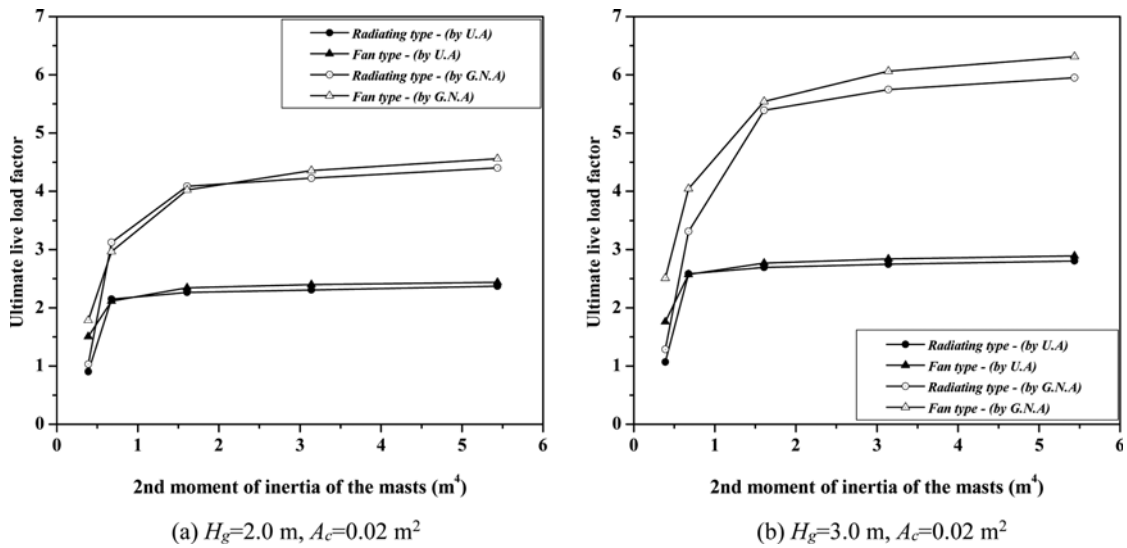 7
6
5
4
3
2
1
0
Ultimate live load factor
Radiating type - (by U.A)
Fan type - (by U.A)
Radiating type - (by G.N.A)
Fan type - (by G.N.A)
0 1 2 3 4 5 6
2nd moment of inertia of the masts (m⁴)
(a) Hg=2.0 m, Ac=0.02 m²
7
6
5
4
3
2
1
0
Ultimate live load factor
Radiating type - (by U.A)
Fan type - (by U.A)
Radiating type - (by G.N.A)
Fan type - (by G.N.A)
0 1 2 3 4 5 6
2nd moment of inertia of the masts (m⁴)
(b) Hg=3.0 m, Ac=0.02 m²